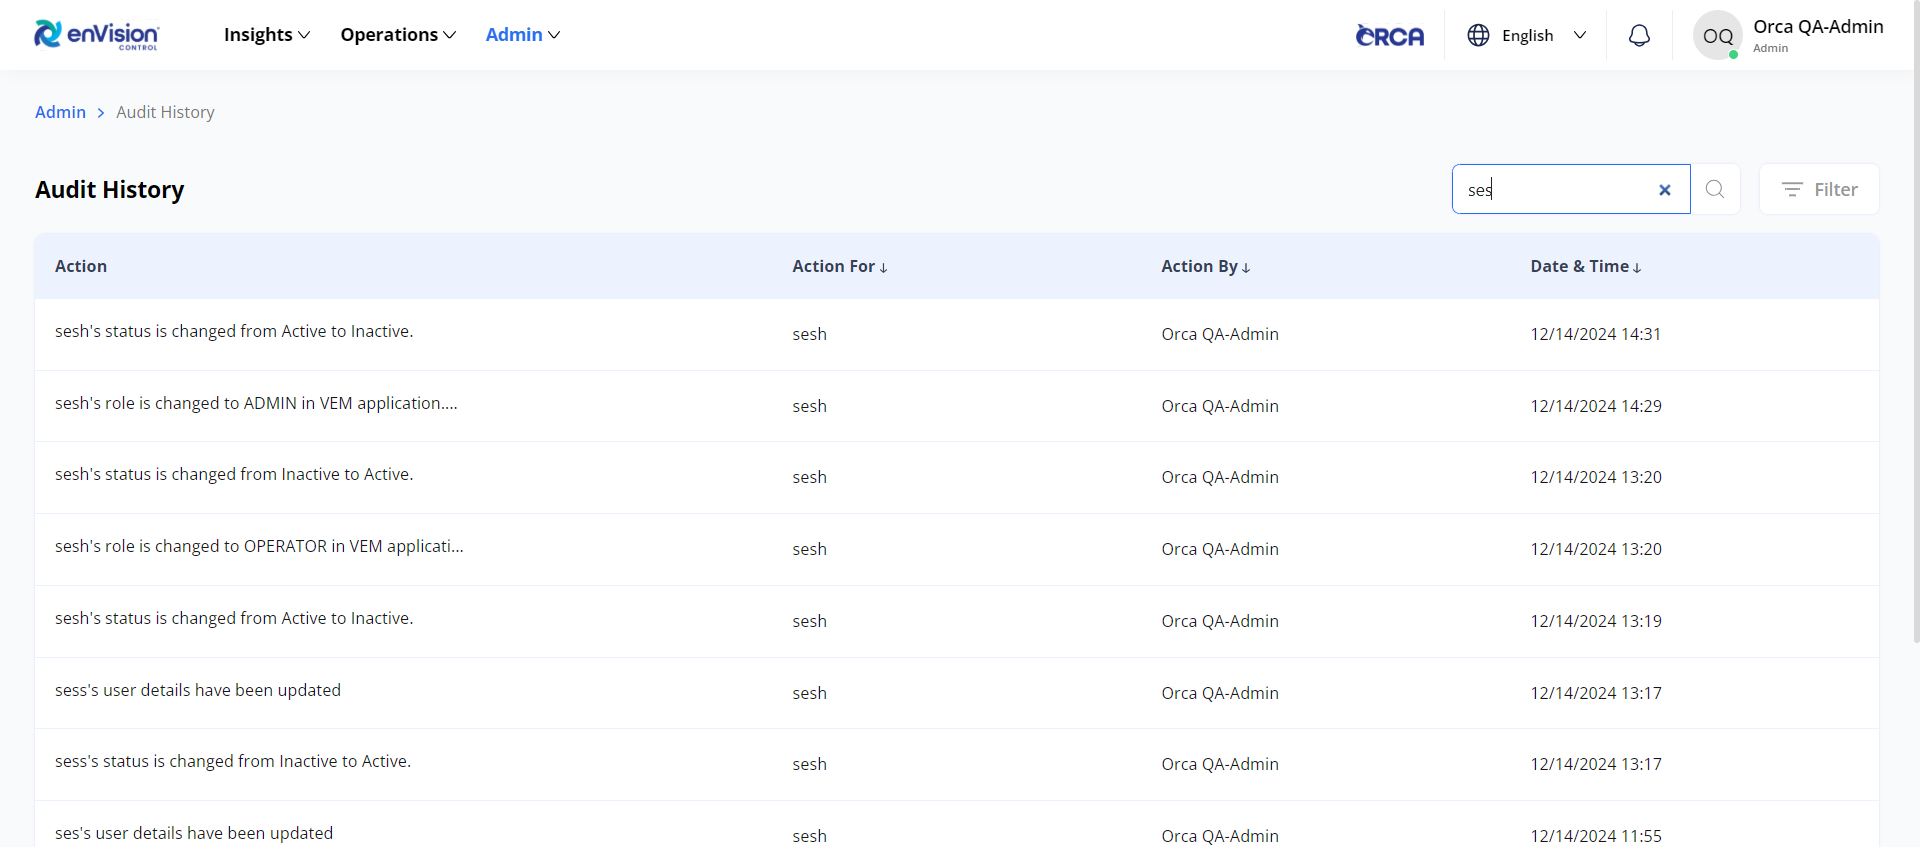 enVision CONTROL Insights Operations Admin ORCA English OQ Orca QA-Admin
Admin
Admin > Audit History
Audit History ses Filter
Action Action For ↓ Action By ↓ Date & Time ↓
sesh's status is changed from Active to Inactive. sesh Orca QA-Admin 12/14/2024 14:31
sesh's role is changed to ADMIN in VEM application.... sesh Orca QA-Admin 12/14/2024 14:29
sesh's status is changed from Inactive to Active. sesh Orca QA-Admin 12/14/2024 13:20
sesh's role is changed to OPERATOR in VEM applicati... sesh Orca QA-Admin 12/14/2024 13:20
sesh's status is changed from Active to Inactive. sesh Orca QA-Admin 12/14/2024 13:19
sess's user details have been updated sesh Orca QA-Admin 12/14/2024 13:17
sess's status is changed from Inactive to Active. sesh Orca QA-Admin 12/14/2024 13:17
ses's user details have been updated sesh Orca QA-Admin 12/14/2024 11:55